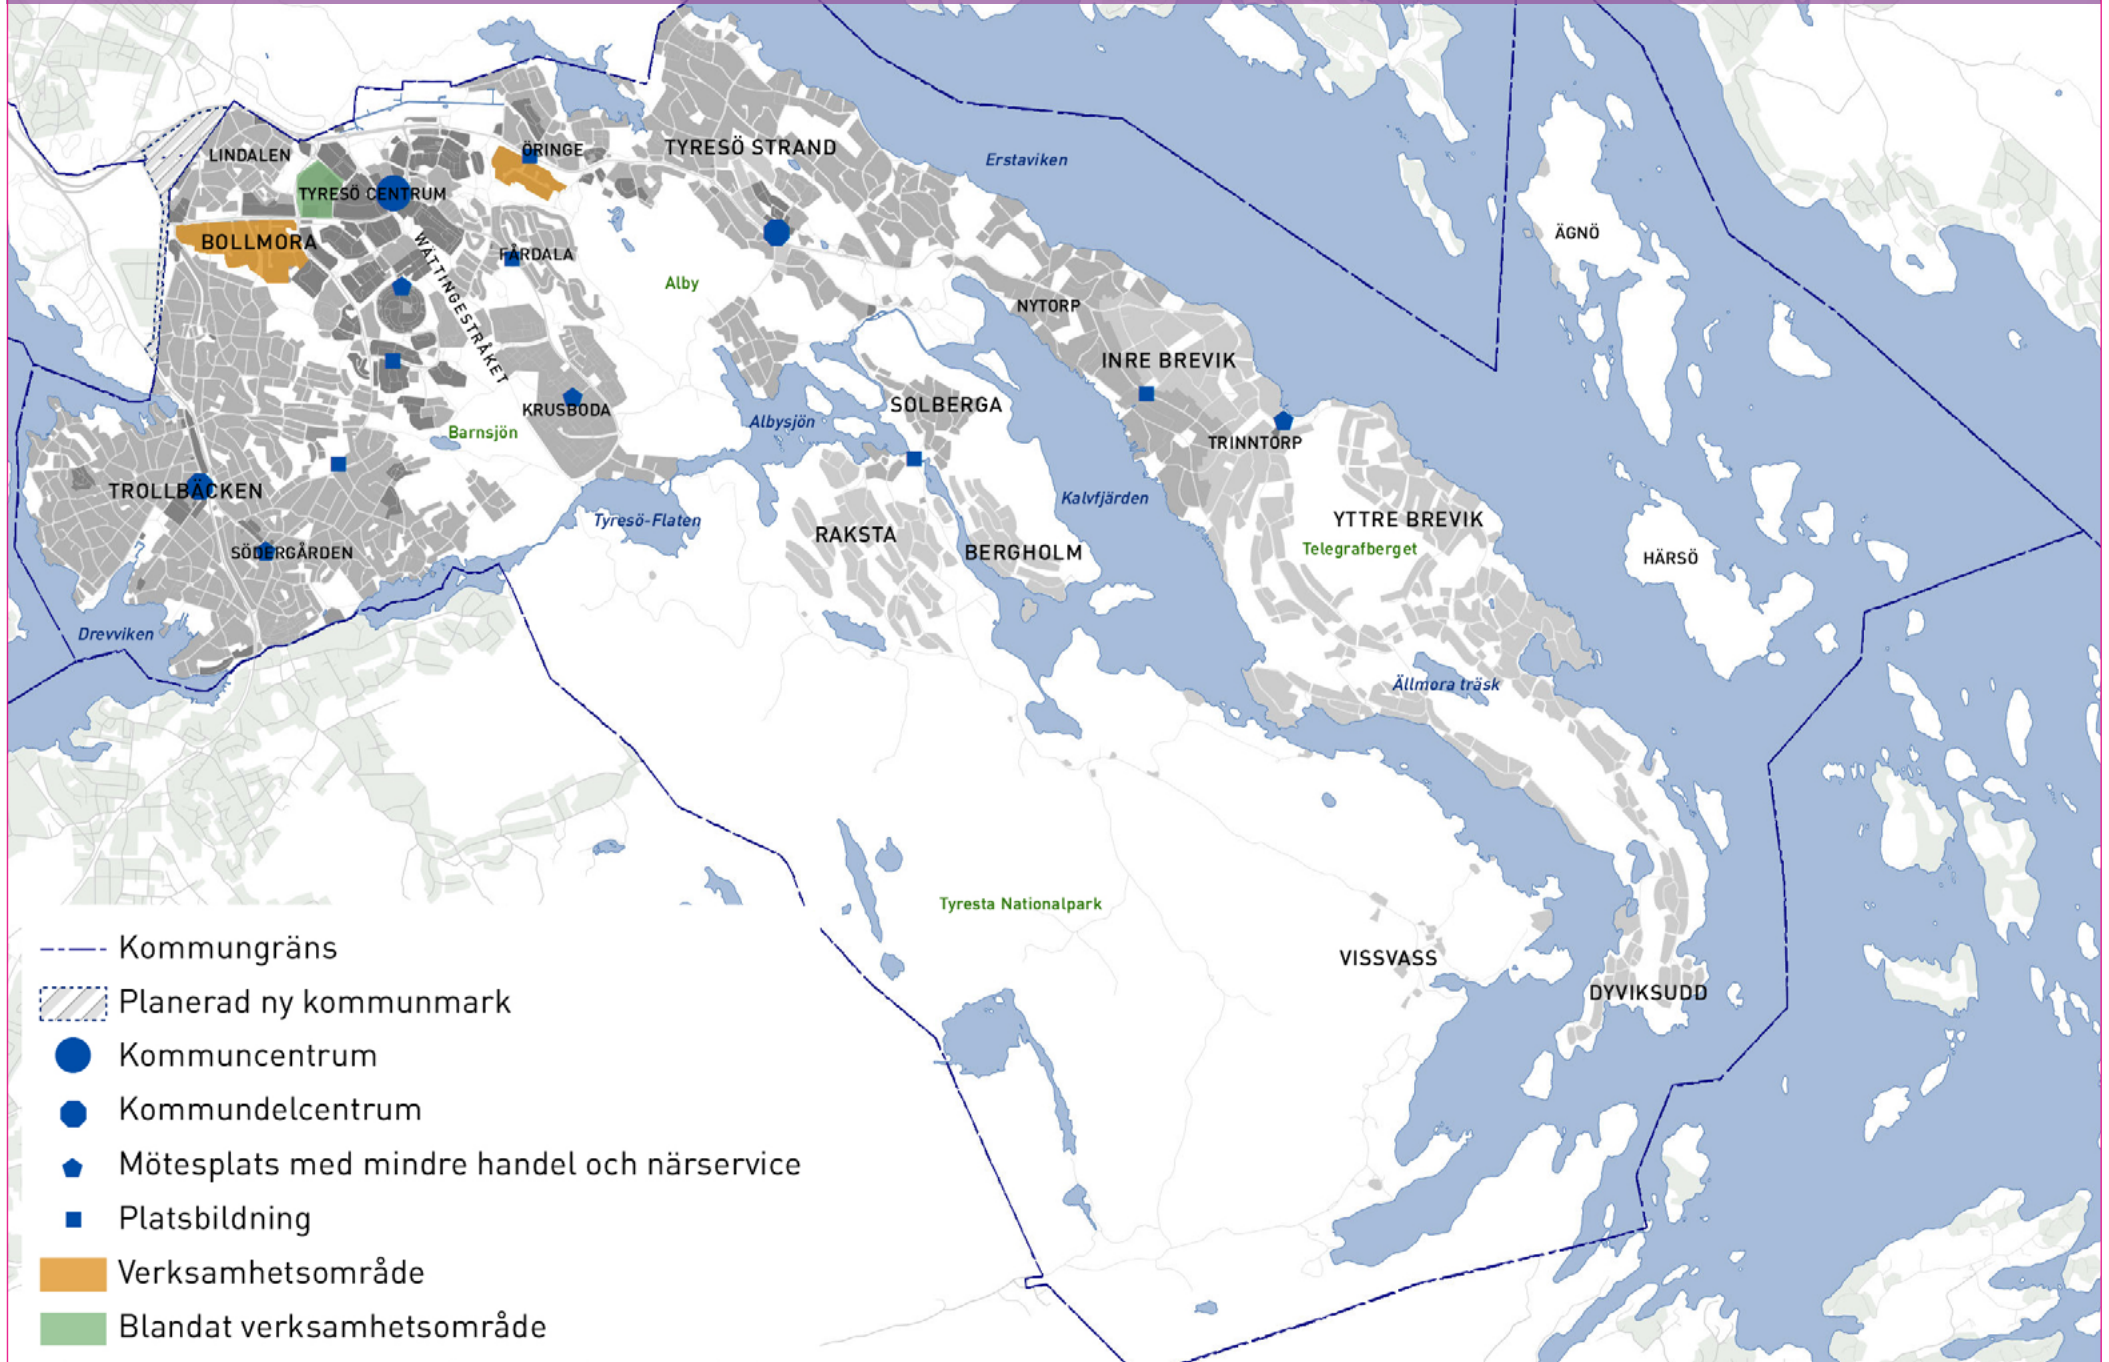 TYRESÖ STRAND
ÖRINGE
LINDALEN
Erstaviken
TYRESÖ CENTRUM
ÄGNÖ
BOLLMORA
WÄTTINGESTRÅKET
FÅRDALA
Alby
NYTORP
INRE BREVIK
KRUSBODA
SOLBERGA
Albysjön
Barnsjön
TRINNTORP
TROLLBÄCKEN
Kalvfjärden
Tyresö-Flaten
YTTRE BREVIK
RAKSTA
Telegrafberget
SÖDERGÅRDEN
BERGHOLM
HÄRSÖ
Drevviken
Ällmora träsk
Tyresta Nationalpark
VISSVASS
DYVIKSUDD
Kommungräns
Planerad ny kommunmark
Kommuncentrum
Kommundelcentrum
Mötesplats med mindre handel och närservice
Platsbildning
Verksamhetsområde
Blandat verksamhetsområde